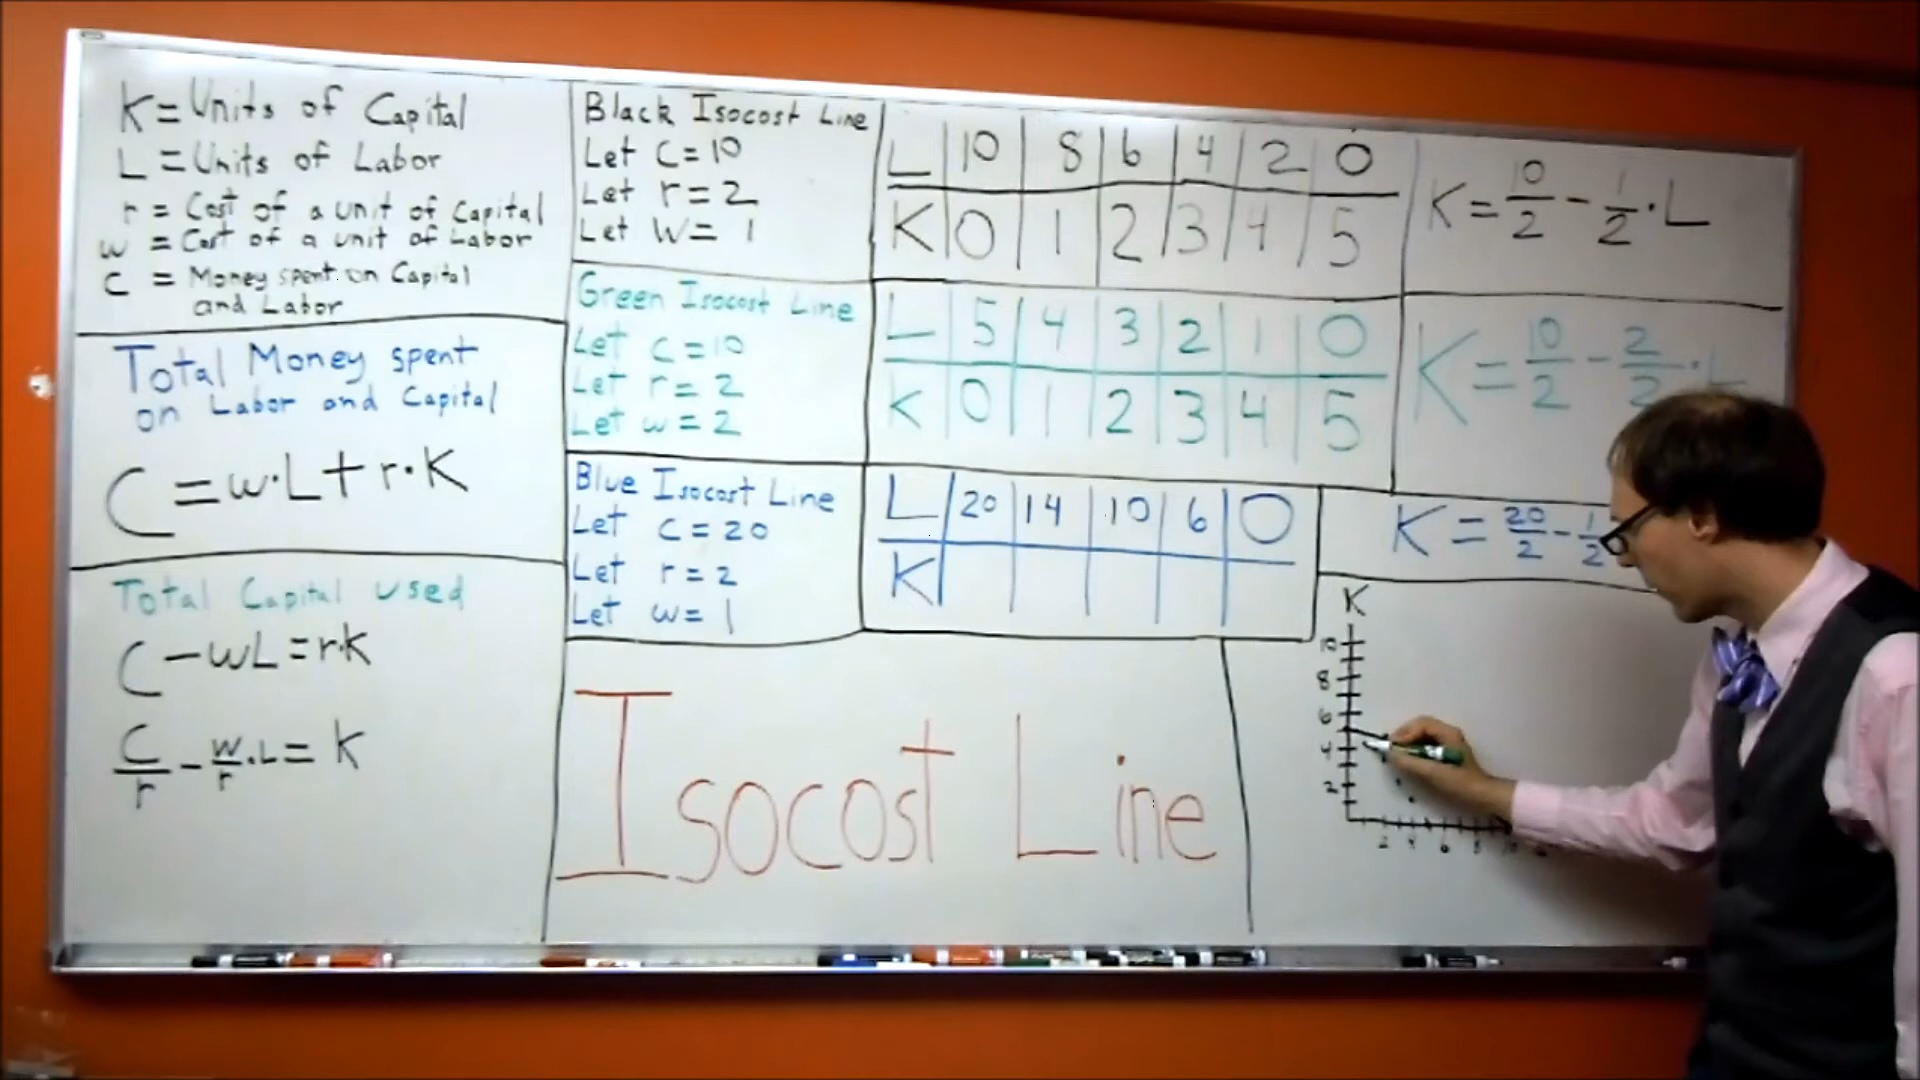 K = Units of Capital
L = Units of Labor
r = Cost of a unit of Capital
w = Cost of a unit of Labor
C = Money spent on Capital
and Labor
Total Money spent
on Labor and Capital
C = w·L + r·K
Total Capital used
C - wL = r·K
C/r - w/r·L = K
Black Isocost Line
Let C = 10
Let r = 2
Let W = 1
L 10 8 6 4 2 0
K 0 1 2 3 4 5
K = 10/2 - 1/2·L
Green Isocost Line
Let C = 10
Let r = 2
Let w = 2
L 5 4 3 2 1 0
K 0 1 2 3 4 5
K = 10/2 - 2/2·L
Blue Isocost Line
Let C = 20
Let r = 2
Let w = 1
L 20 14 10 6 0
K
K = 20/2 - 1/2
Isocost Line
K
10
8
6
4
2
2 4 6 8 10